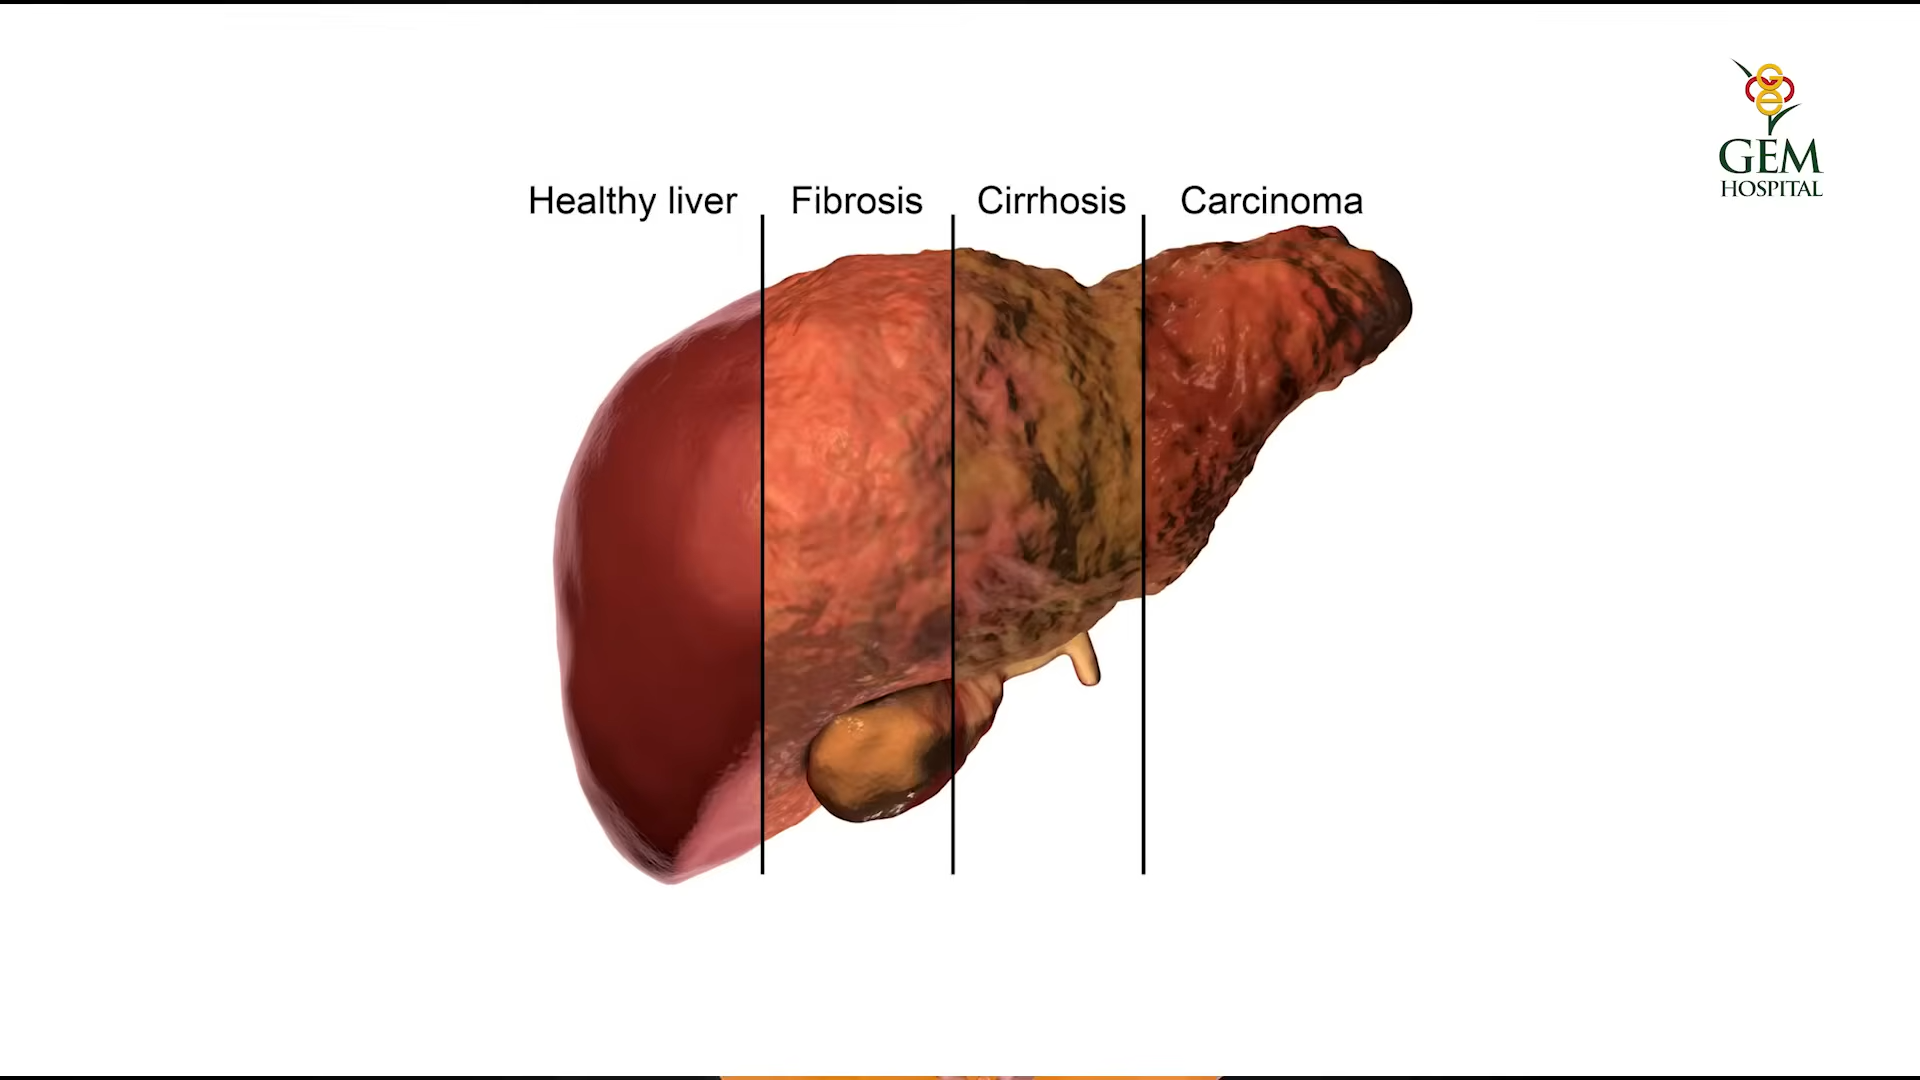 Healthy liver
Fibrosis
Cirrhosis
Carcinoma
GEM
HOSPITAL